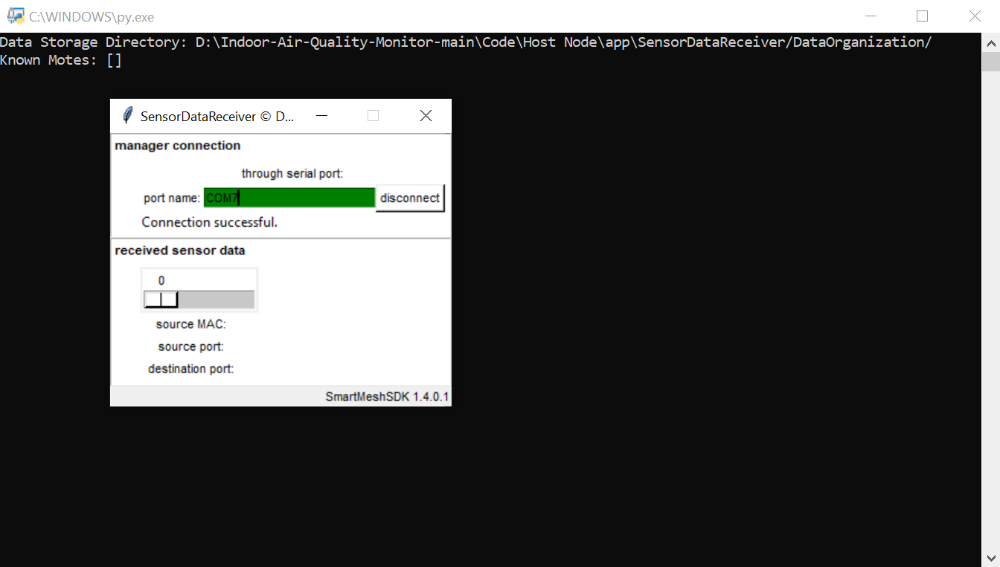 C:\WINDOWS\py.exe
Data Storage Directory: D:\Indoor-Air-Quality-Monitor-main\Code\Host Node\app\SensorDataReceiver/DataOrganization/
Known Motes: []
SensorDataReceiver © D...
manager connection
through serial port:
port name: COM7 disconnect
Connection successful.
received sensor data
0
source MAC:
source port:
destination port:
SmartMeshSDK 1.4.0.1